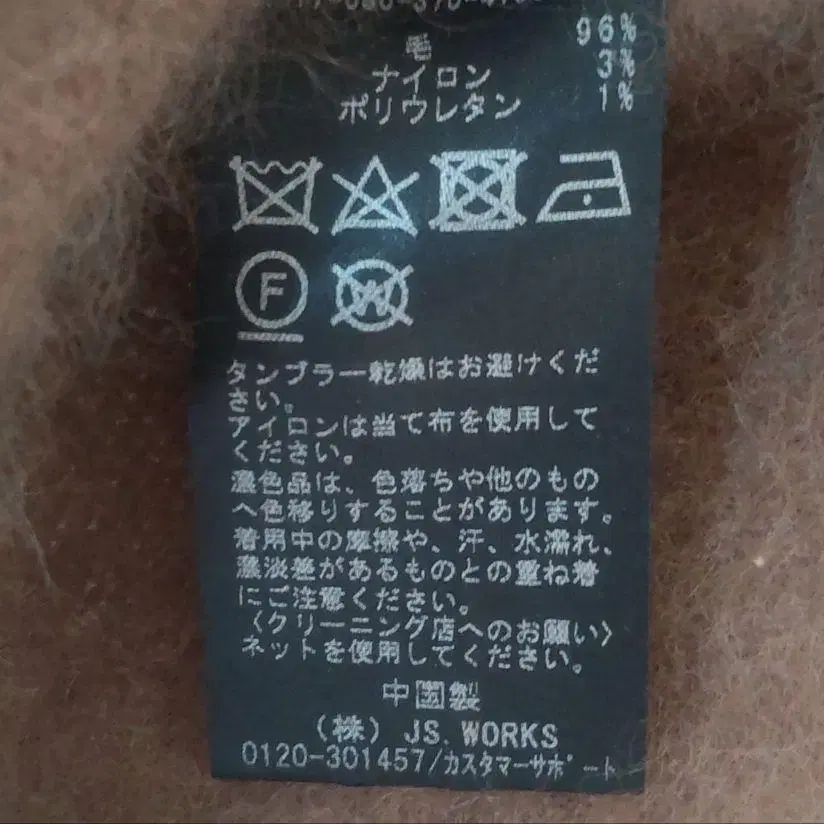 毛 96%
ナイロン 3%
ポリウレタン 1%
F
W
タンブラー乾燥はお避けくだ
さい。
アイロンは当て布を使用して
ください。
濃色品は、色落ちや他のもの
へ色移りすることがあります。
着用中の摩擦や、汗、水濡れ、
濃淡差があるものとの重ね着
にご注意ください。
〈クリーニング店へのお願い〉
ネットを使用してください。
中国製
(株) JS. WORKS
0120-301457/カスタマーサポート